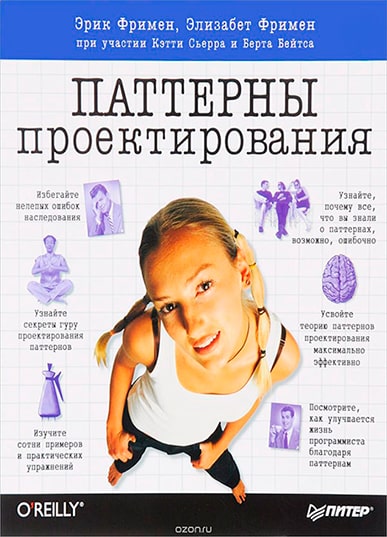 Эрик Фримен, Элизабет Фримен
при участии Кэтти Сьерра и Берта Бейтса
ПАТТЕРНЫ
проектирования
Избегайте
нелепых ошибок
наследования
Узнайте,
почему все,
что вы знали
о паттернах,
возможно, ошибочно
Узнайте
секреты гуру
проектирования
паттернов
Усвойте
теорию паттернов
проектирования
максимально
эффективно
Изучите
сотни примеров
и практических
упражнений
Посмотрите,
как улучшается
жизнь
программиста
благодаря
паттернам
O'REILLY®
ПИТЕР®
ozon.ru